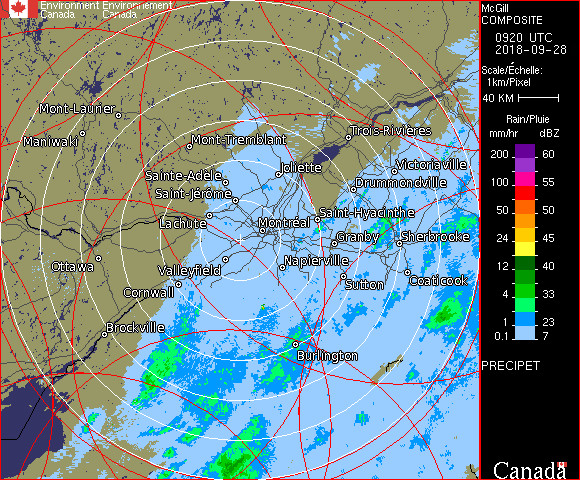 Environment Environnement
Canada Canada
McGill
COMPOSITE
0920 UTC
2018-09-28
Scale/Échelle:
1km/Pixel
40 KM
Rain/Pluie
mm/hr dBZ
200 60
100 55
50 50
24 45
12 40
4 33
1 23
0.1 7
PRECIPET
Canada
Mont-Laurier
Maniwaki
Mont-Tremblant
Trois-Rivières
Sainte-Adèle
Joliette
Victoriaville
Saint-Jérôme
Drummondville
Lachute
Montréal
Saint-Hyacinthe
Granby
Sherbrooke
Ottawa
Valleyfield
Napierville
Cornwall
Sutton
Coaticook
Brockville
Burlington